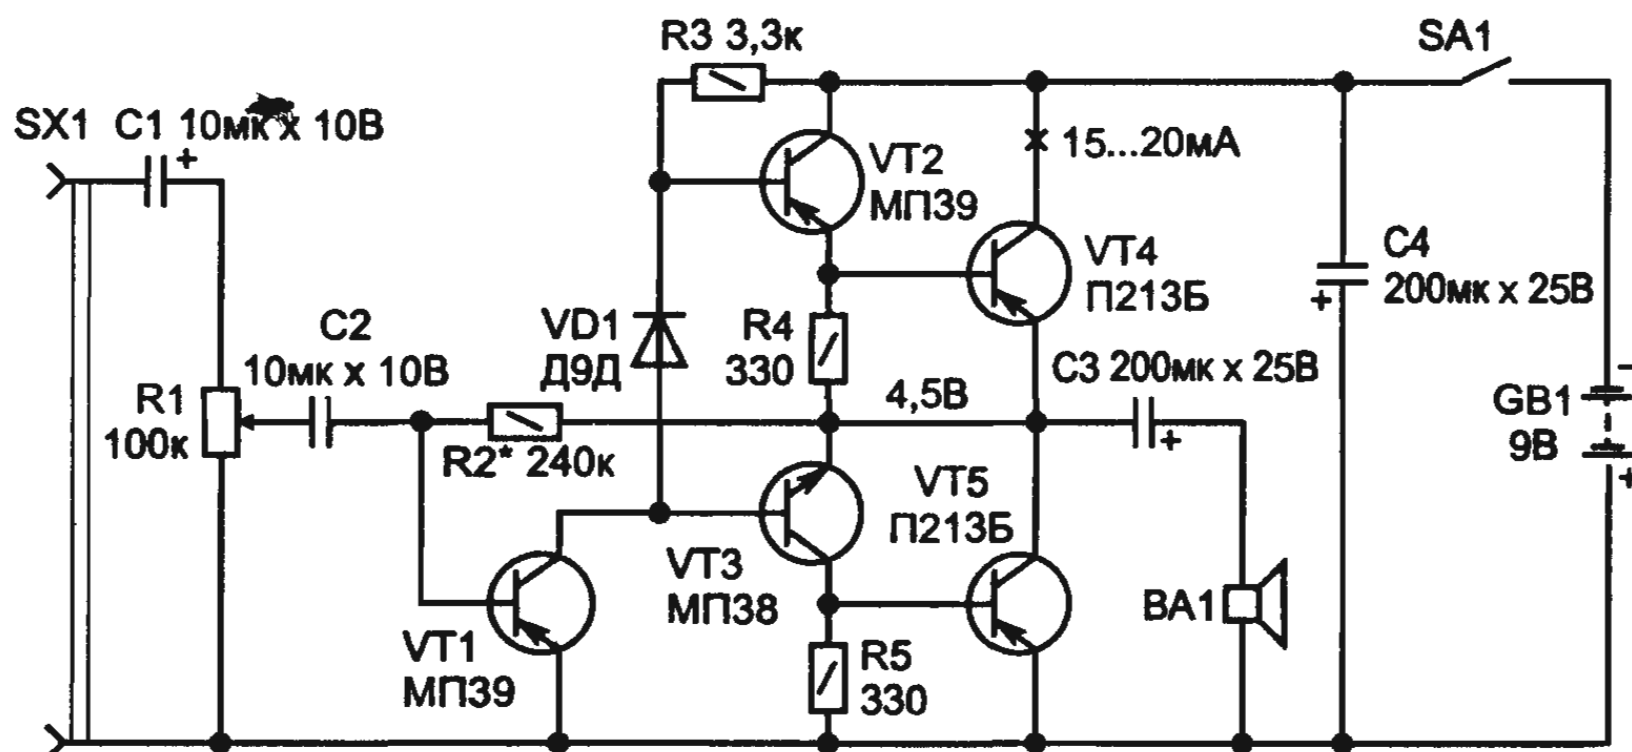 R3 3,3к
SA1
SX1 C1 10мк x 10В
+
15...20мА
VT2
МП39
VT4
П213Б
C4
200мк x 25В
+
C2
10мк x 10В
VD1
Д9Д
R4
330
C3 200мк x 25В
+
R1
100к
4,5В
GB1
9В
-
+
R2* 240к
VT5
П213Б
VT3
МП38
BA1
VT1
МП39
R5
330